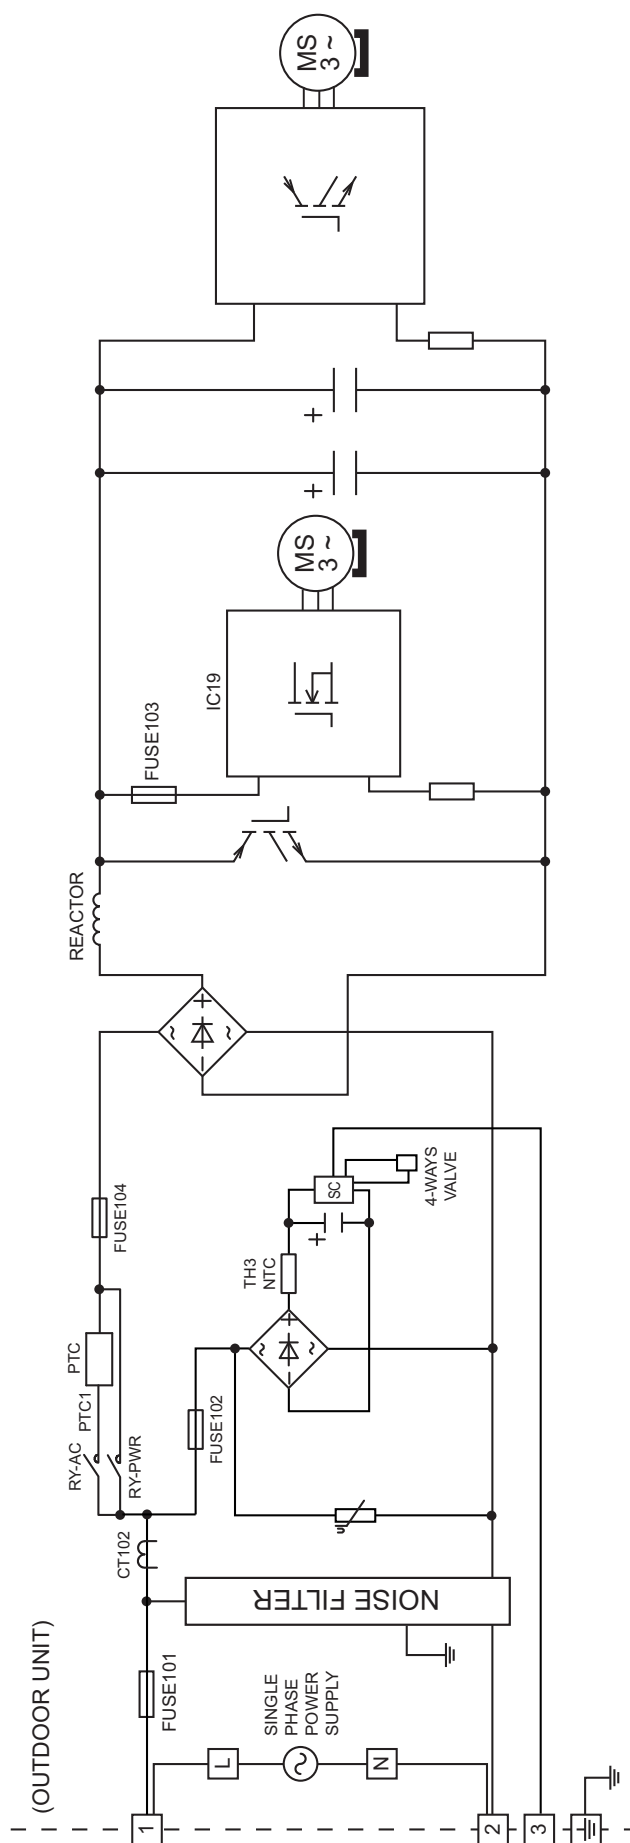 (OUTDOOR UNIT)
1
2
3
FUSE101
L
SINGLE
PHASE
POWER
SUPPLY
N
NOISE FILTER
CT102
RY-AC
RY-PWR
PTC1
PTC
FUSE102
FUSE104
TH3
NTC
+
SC
4-WAYS
VALVE
~
~
+
-
~
~
+
-
REACTOR
FUSE103
IC19
MS
3 ~
+
+
MS
3 ~